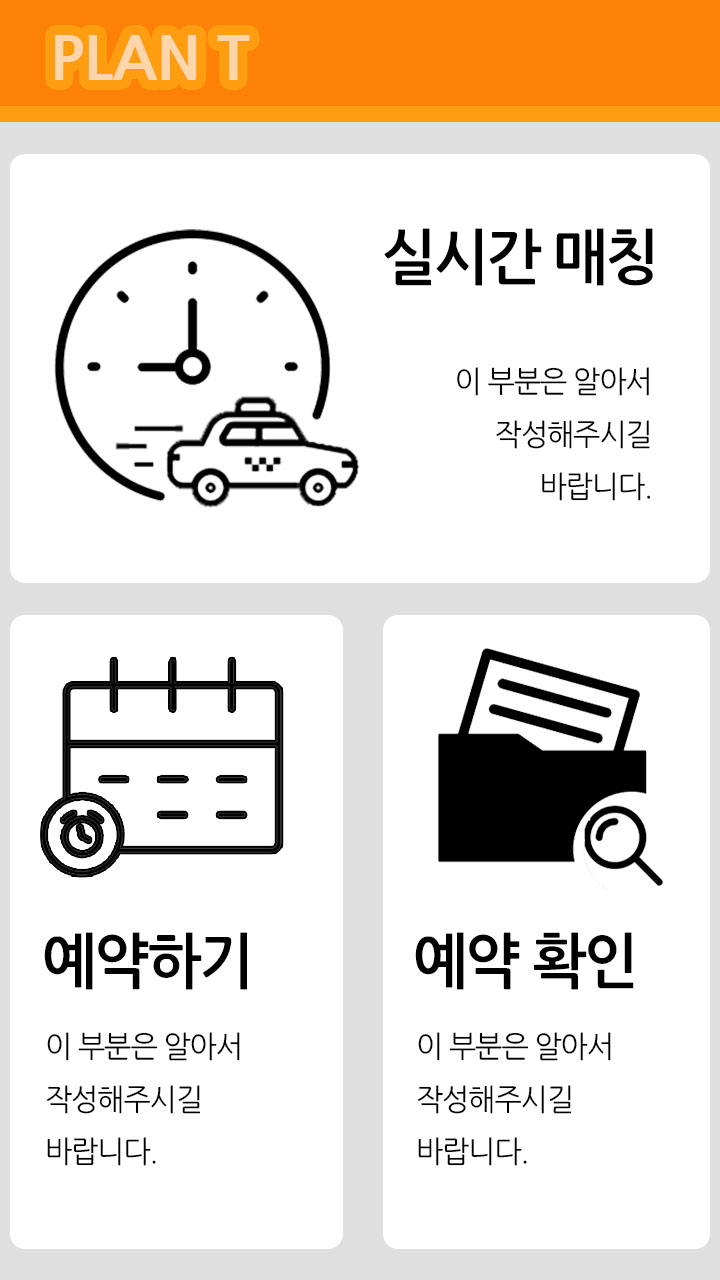 PLAN T
실시간 매칭
이 부분은 알아서
작성해주시길
바랍니다.
예약하기
이 부분은 알아서
작성해주시길
바랍니다.
예약 확인
이 부분은 알아서
작성해주시길
바랍니다.